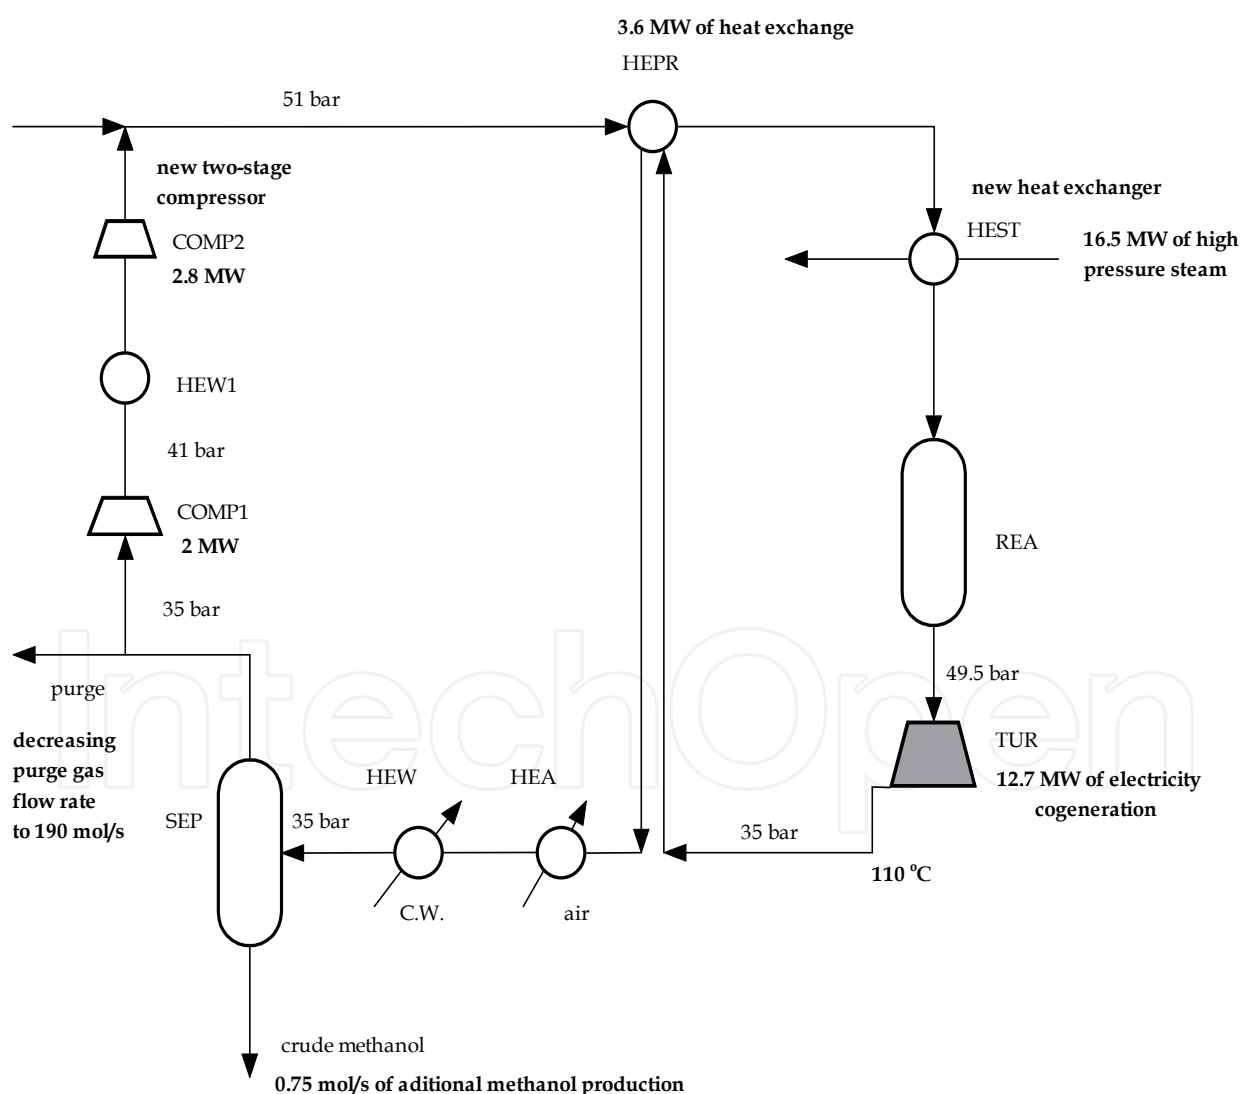 3.6 MW of heat exchange
HEPR
51 bar
new two-stage
compressor
COMP2
2.8 MW
new heat exchanger
HEST
16.5 MW of high
pressure steam
HEW1
41 bar
COMP1
2 MW
REA
35 bar
purge
49.5 bar
TUR
12.7 MW of electricity
cogeneration
decreasing
purge gas
flow rate
to 190 mol/s
SEP
35 bar
HEW
HEA
C.W.
air
35 bar
110 °C
crude methanol
0.75 mol/s of aditional methanol production
IntechOpen